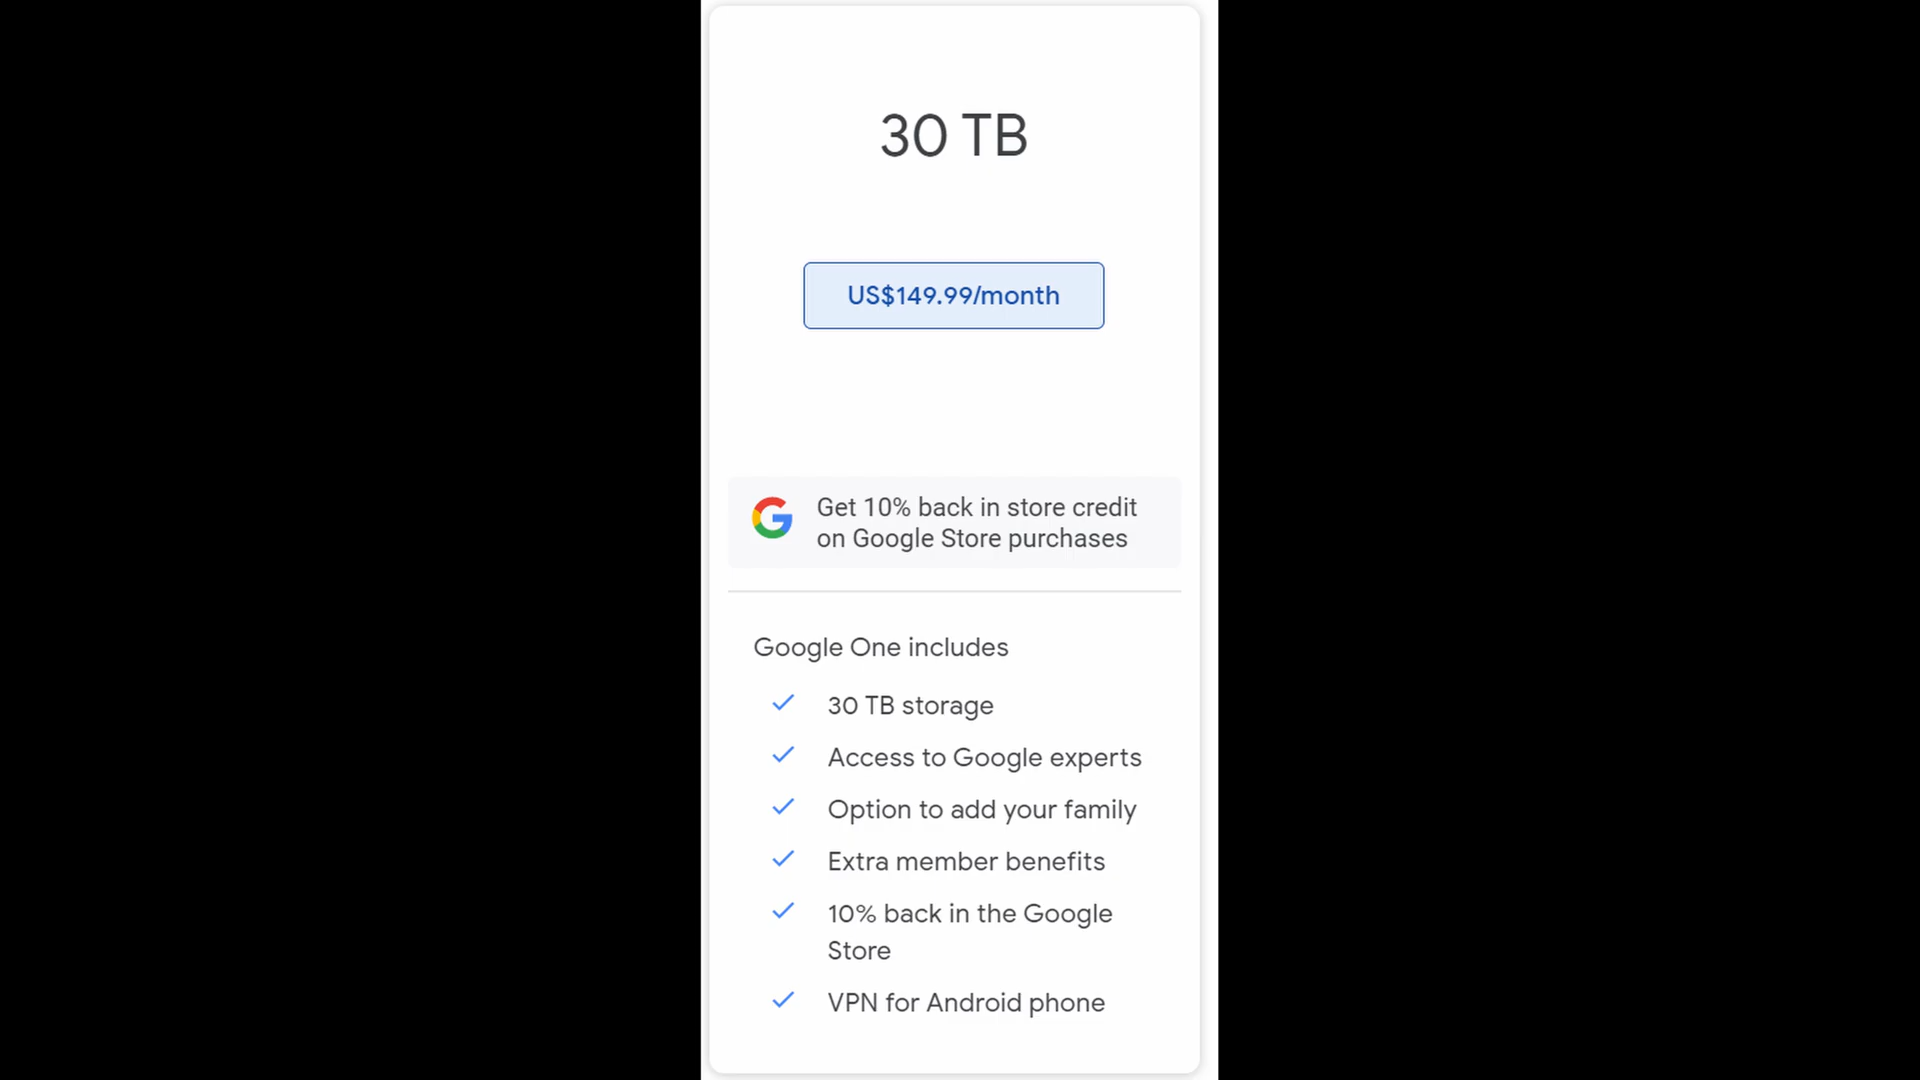 30 TB
US$149.99/month
Get 10% back in store credit
on Google Store purchases
Google One includes
30 TB storage
Access to Google experts
Option to add your family
Extra member benefits
10% back in the Google
Store
VPN for Android phone